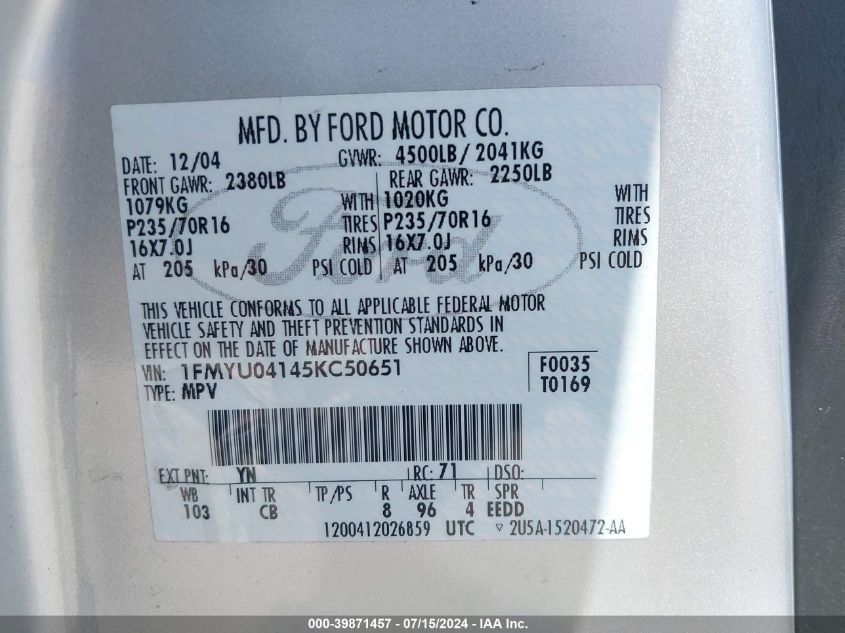 MFD. BY FORD MOTOR CO.
DATE: 12/04 GVWR: 4500LB/ 2041KG
FRONT GAWR: 2380LB REAR GAWR: 2250LB
1079KG WITH 1020KG WITH
P235/70R16 TIRES P235/70R16 TIRES
16X7.0J RIMS 16X7.0J RIMS
AT 205 kPa/30 PSI COLD AT 205 kPa/30 PSI COLD
Ford
THIS VEHICLE CONFORMS TO ALL APPLICABLE FEDERAL MOTOR
VEHICLE SAFETY AND THEFT PREVENTION STANDARDS IN
EFFECT ON THE DATE OF MANUFACTURE SHOWN ABOVE.
VIN: 1FMYU04145KC50651 F0035
TYPE: MPV T0169
EXT PNT: YN RC: 71 DSO:
WB INT TR TP/PS R AXLE TR SPR
103 CB 8 96 4 EEDD
1200412026859 UTC ▿ 2U5A-1520472-AA
000-39871457 - 07/15/2024 - IAA Inc.